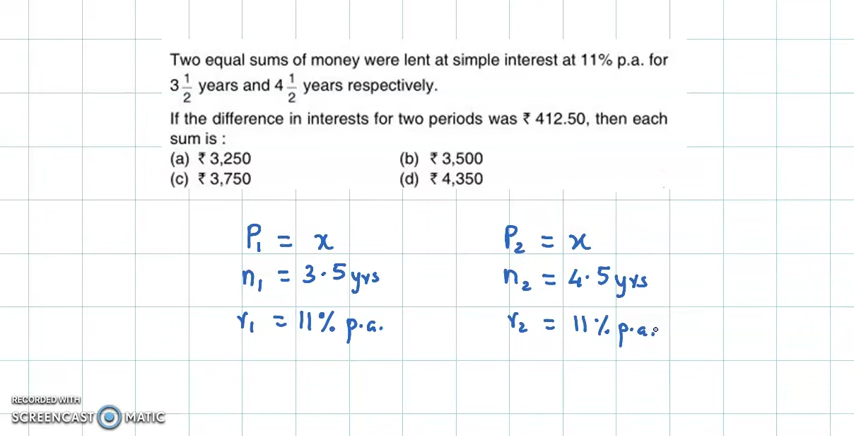 Two equal sums of money were lent at simple interest at 11% p.a. for
3 1/2 years and 4 1/2 years respectively.
If the difference in interests for two periods was ₹ 412.50, then each
sum is :
(a) ₹ 3,250 (b) ₹ 3,500
(c) ₹ 3,750 (d) ₹ 4,350
P₁ = x P₂ = x
n₁ = 3.5 yrs n₂ = 4.5 yrs
r₁ = 11% p.a. r₂ = 11% p.a.
RECORDED WITH
SCREENCAST MATIC